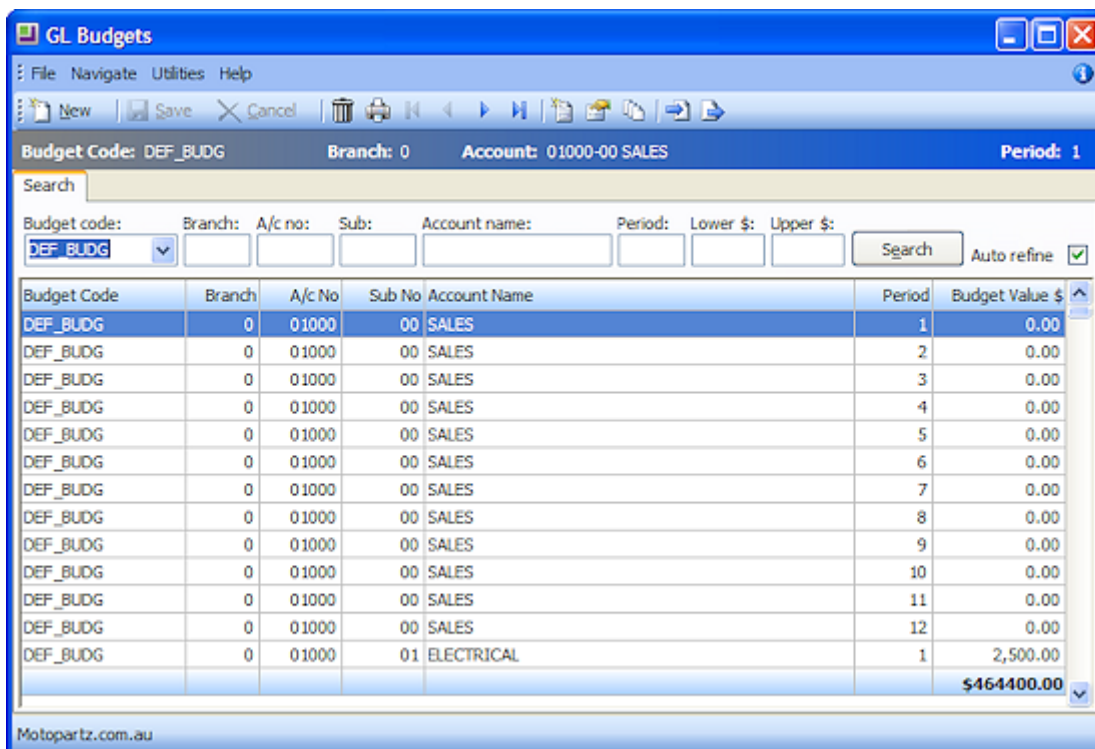 GL Budgets
File Navigate Utilities Help
New Save Cancel
Budget Code: DEF_BUDG Branch: 0 Account: 01000-00 SALES Period: 1
Search
Budget code: Branch: A/c no: Sub: Account name: Period: Lower $: Upper $:
DEF_BUDG Search Auto refine
Budget Code Branch A/c No Sub No Account Name Period Budget Value $
DEF_BUDG 0 01000 00 SALES 1 0.00
DEF_BUDG 0 01000 00 SALES 2 0.00
DEF_BUDG 0 01000 00 SALES 3 0.00
DEF_BUDG 0 01000 00 SALES 4 0.00
DEF_BUDG 0 01000 00 SALES 5 0.00
DEF_BUDG 0 01000 00 SALES 6 0.00
DEF_BUDG 0 01000 00 SALES 7 0.00
DEF_BUDG 0 01000 00 SALES 8 0.00
DEF_BUDG 0 01000 00 SALES 9 0.00
DEF_BUDG 0 01000 00 SALES 10 0.00
DEF_BUDG 0 01000 00 SALES 11 0.00
DEF_BUDG 0 01000 00 SALES 12 0.00
DEF_BUDG 0 01000 01 ELECTRICAL 1 2,500.00
$464400.00
Motopartz.com.au